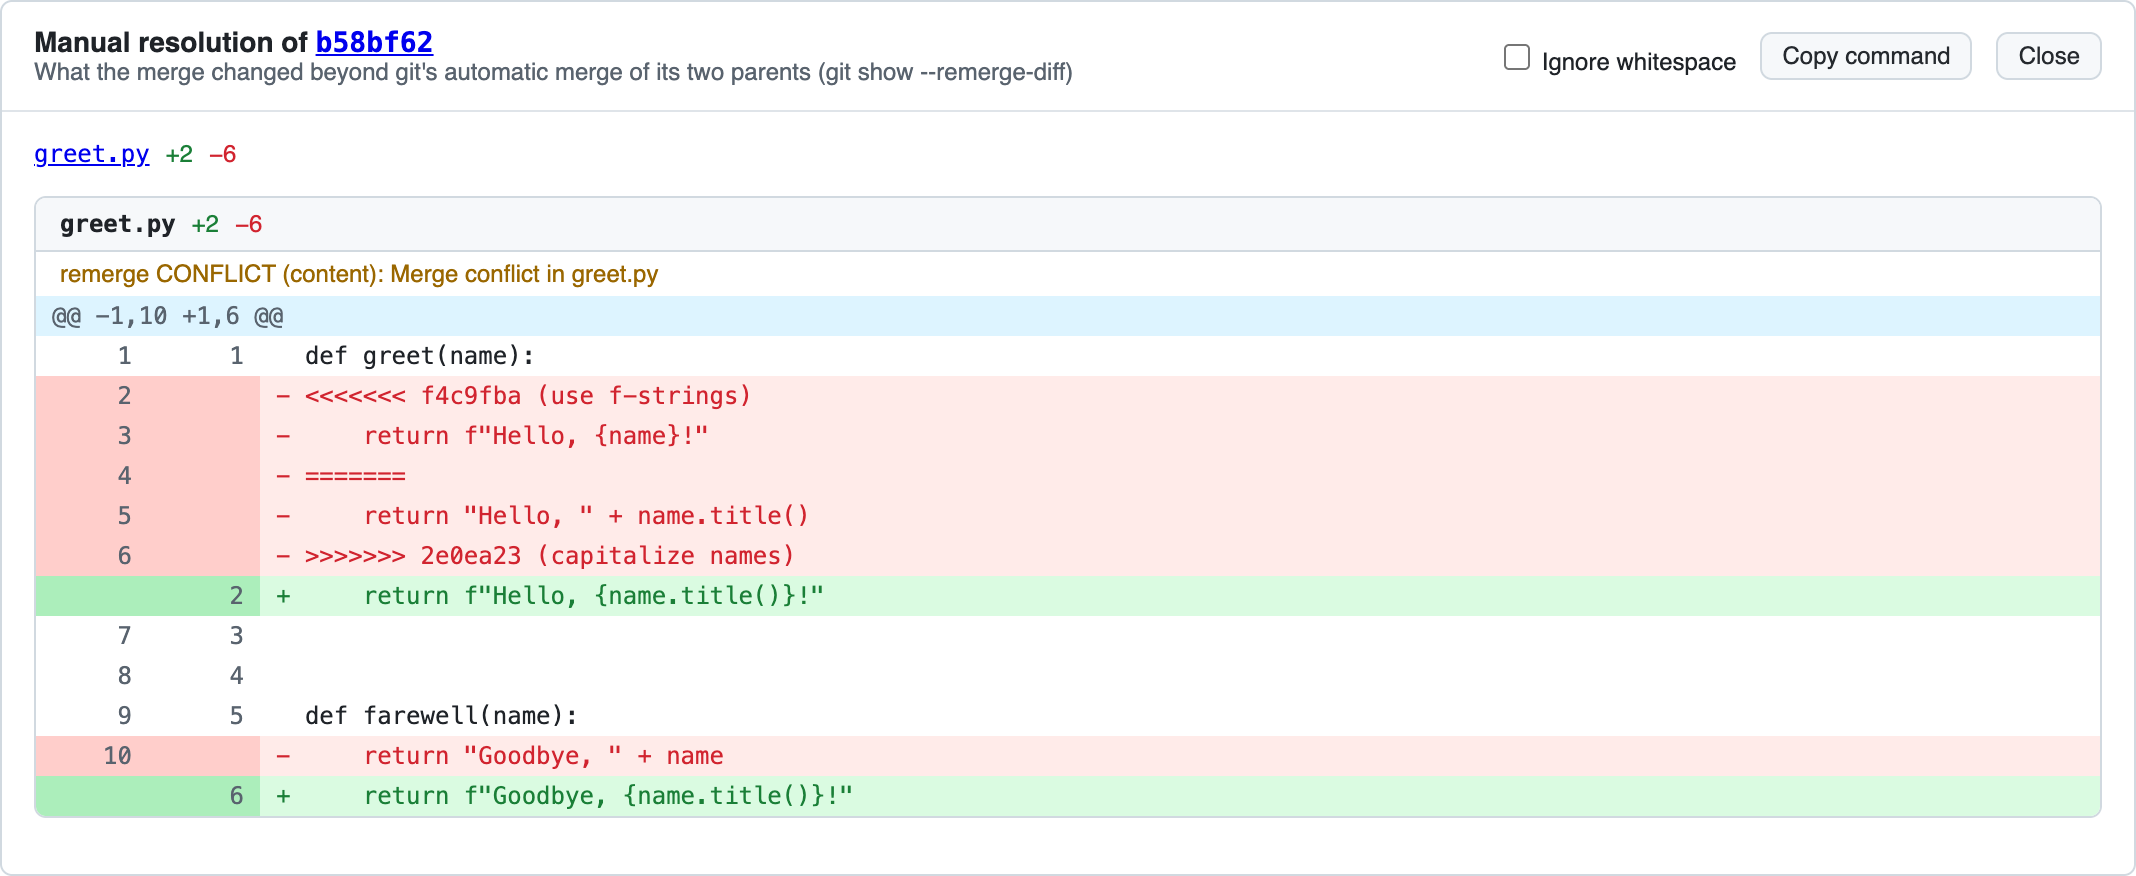 Manual resolution of b58bf62
What the merge changed beyond git's automatic merge of its two parents (git show --remerge-diff)
Ignore whitespace
Copy command
Close
greet.py +2 −6
greet.py +2 −6
remerge CONFLICT (content): Merge conflict in greet.py
@@ -1,10 +1,6 @@
1 1 def greet(name):
2 - <<<<<<< f4c9fba (use f-strings)
3 -     return f"Hello, {name}!"
4 - =======
5 -     return "Hello, " + name.title()
6 - >>>>>>> 2e0ea23 (capitalize names)
2 +     return f"Hello, {name.title()}!"
7 3
8 4
9 5 def farewell(name):
10 -     return "Goodbye, " + name
6 +     return f"Goodbye, {name.title()}!"